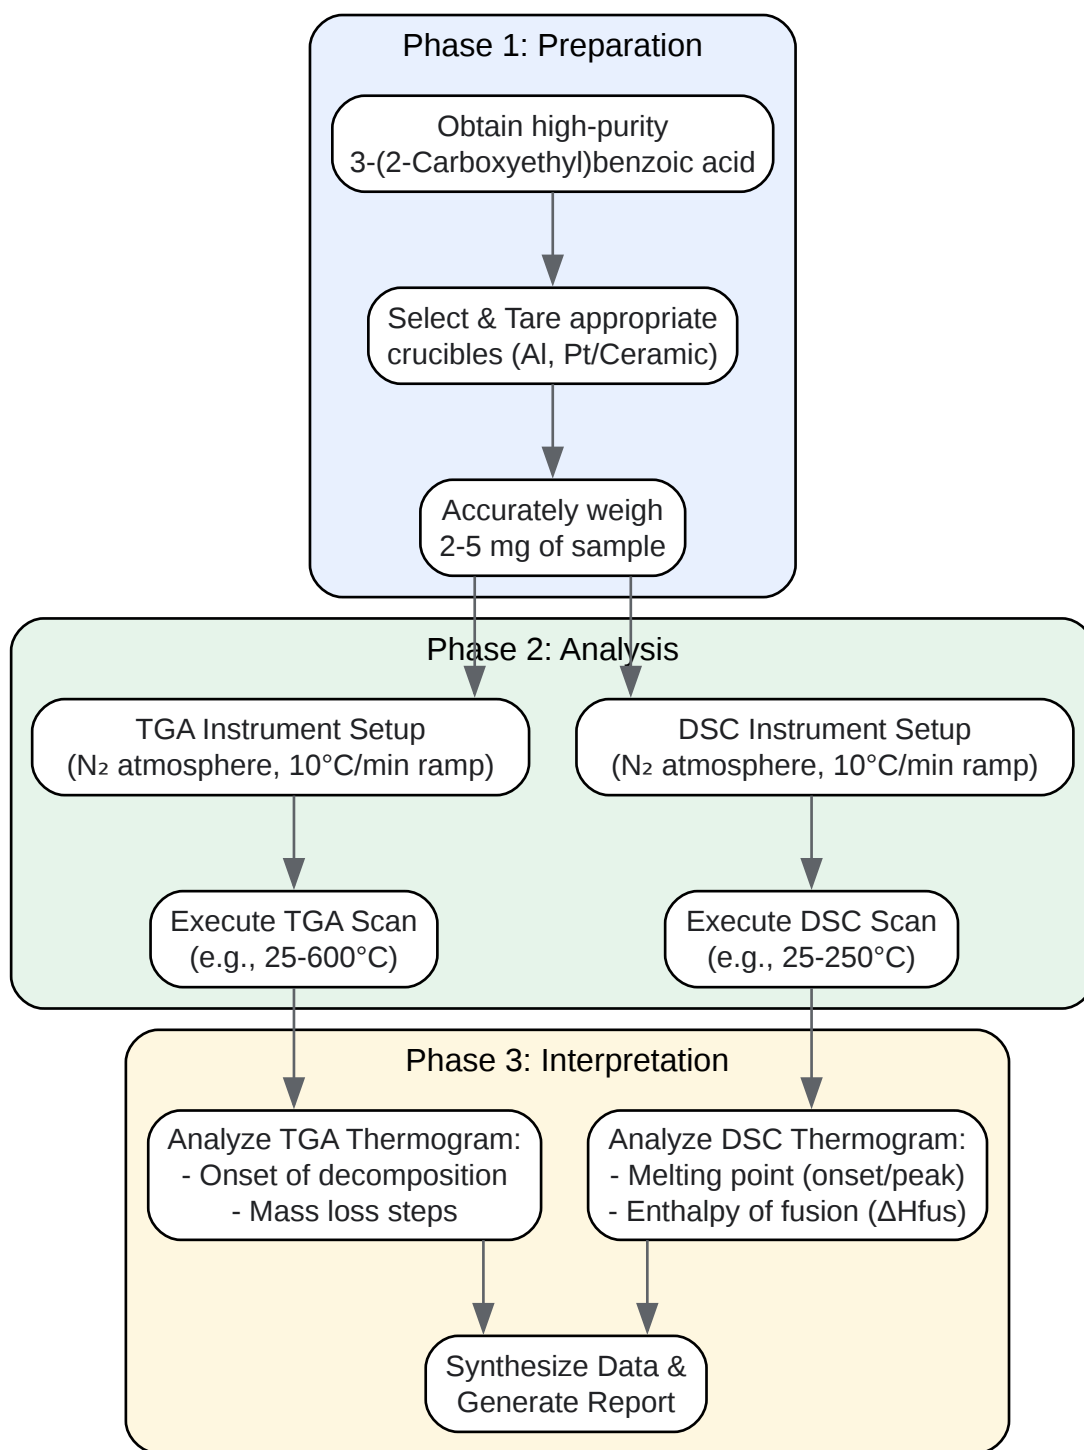 Phase 1: Preparation
Obtain high-purity
3-(2-Carboxyethyl)benzoic acid
Select & Tare appropriate
crucibles (Al, Pt/Ceramic)
Accurately weigh
2-5 mg of sample
Phase 2: Analysis
TGA Instrument Setup
(N₂ atmosphere, 10°C/min ramp)
DSC Instrument Setup
(N₂ atmosphere, 10°C/min ramp)
Execute TGA Scan
(e.g., 25-600°C)
Execute DSC Scan
(e.g., 25-250°C)
Phase 3: Interpretation
Analyze TGA Thermogram:
- Onset of decomposition
- Mass loss steps
Analyze DSC Thermogram:
- Melting point (onset/peak)
- Enthalpy of fusion (ΔHfus)
Synthesize Data &
Generate Report